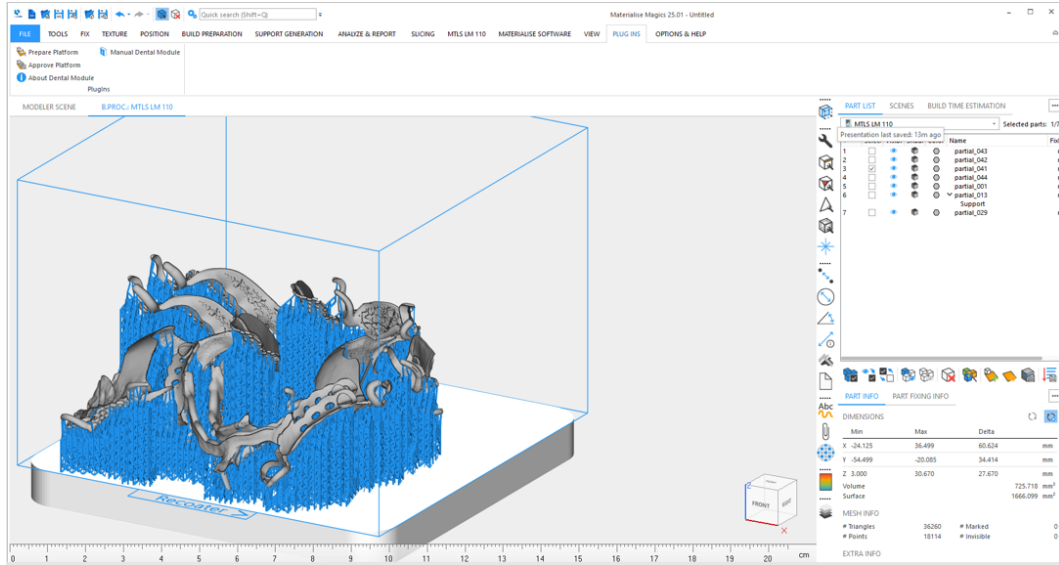 Quick search (Shift+Q)
Materialise Magics 25.01 - Untitled
FILE TOOLS FIX TEXTURE POSITION BUILD PREPARATION SUPPORT GENERATION ANALYZE & REPORT SLICING MTLS LM 110 MATERIALISE SOFTWARE VIEW PLUG INS OPTIONS & HELP
Prepare Platform Manual Dental Module
Approve Platform
About Dental Module
PlugIns
MODELER SCENE B.PROC.: MTLS LM 110
PART LIST SCENES BUILD TIME ESTIMATION
MTLS LM 110 Selected parts: 1/7
Presentation last saved: 13m ago
Name
1 partial_043
2 partial_042
3 partial_041
4 partial_044
5 partial_001
6 partial_013
Support
7 partial_029
Abc
PART INFO PART FIXING INFO
DIMENSIONS
Min Max Delta
X -24.125 36.499 60.624 mm
Y -54.499 -20.085 34.414 mm
Z 3.000 30.670 27.670 mm
Volume 725.718 mm³
Surface 1666.099 mm²
MESH INFO
# Triangles 36260 # Marked 0
# Points 18114 # Invisible 0
EXTRA INFO
Recoater
Z FRONT RIGHT
X
0 1 2 3 4 5 6 7 8 9 10 11 12 13 14 15 16 17 18 19 20 cm